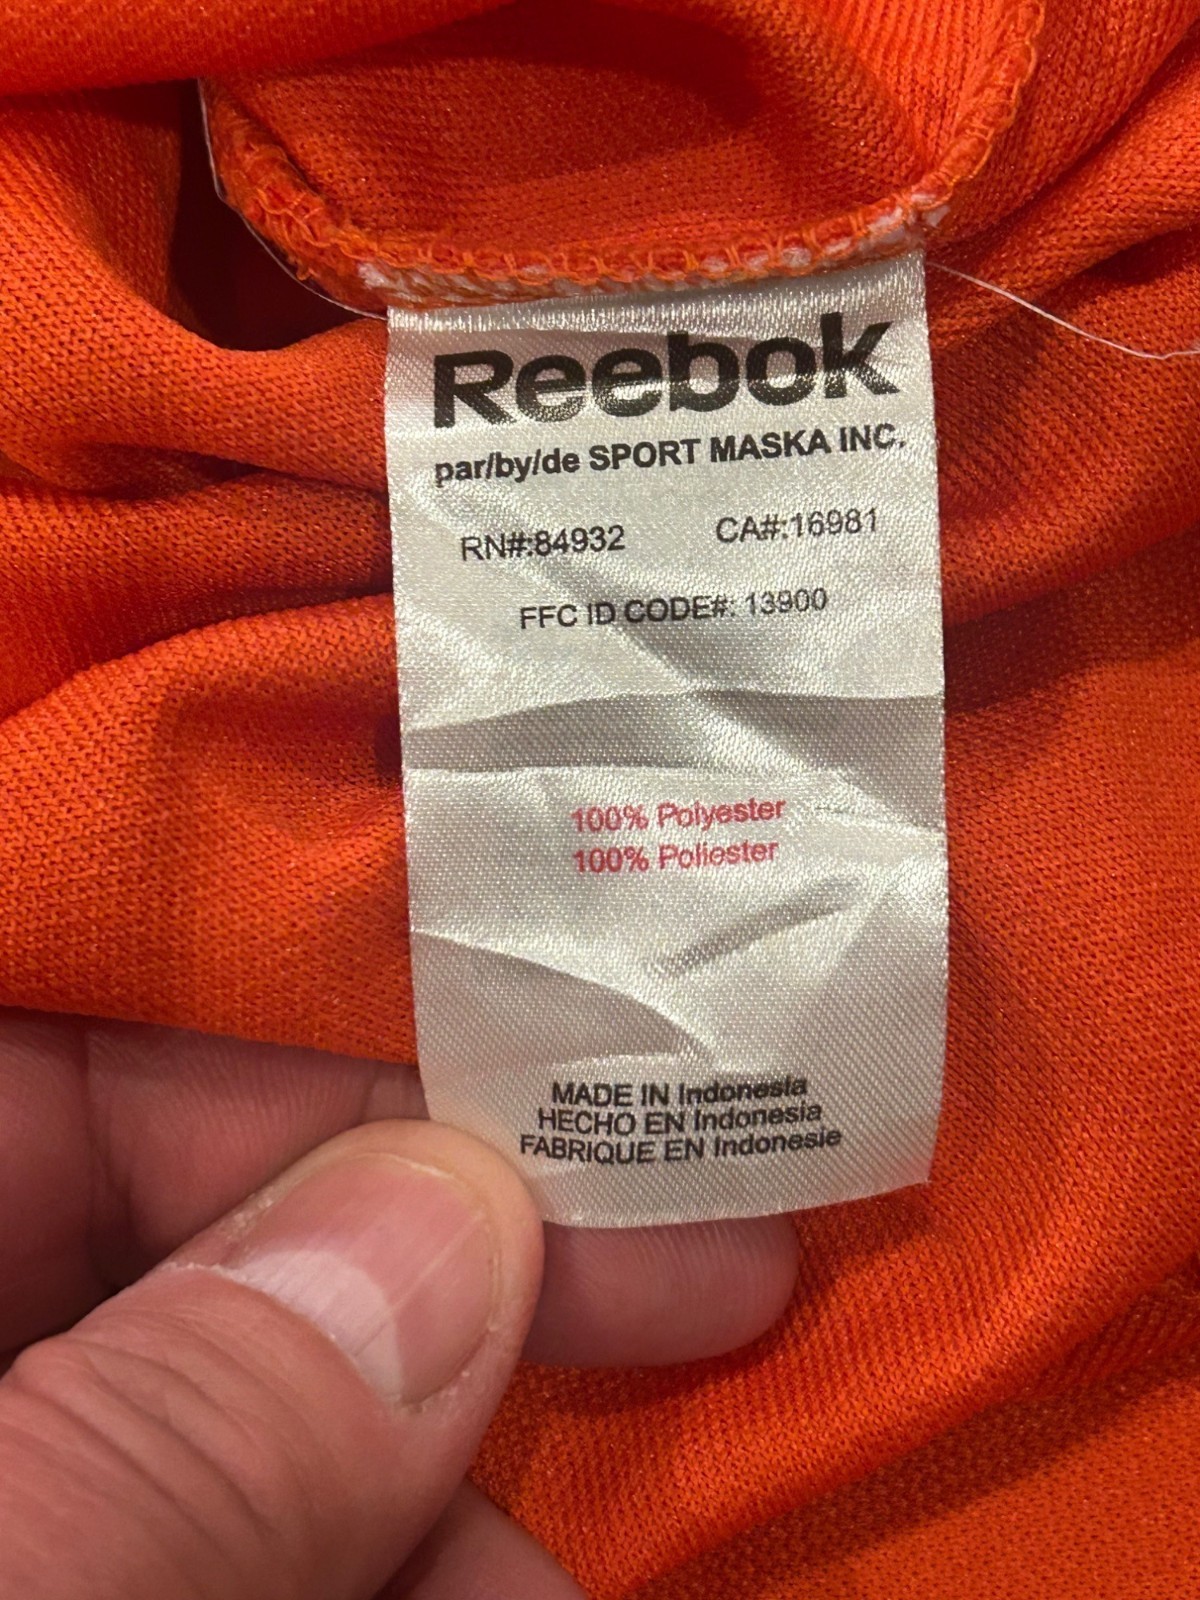 Reebok
par/by/de SPORT MASKA INC.
RN#:84932 CA#:16981
FFC ID CODE#: 13900
100% Polyester
100% Poliester
MADE IN Indonesia
HECHO EN Indonesia
FABRIQUE EN Indonesie